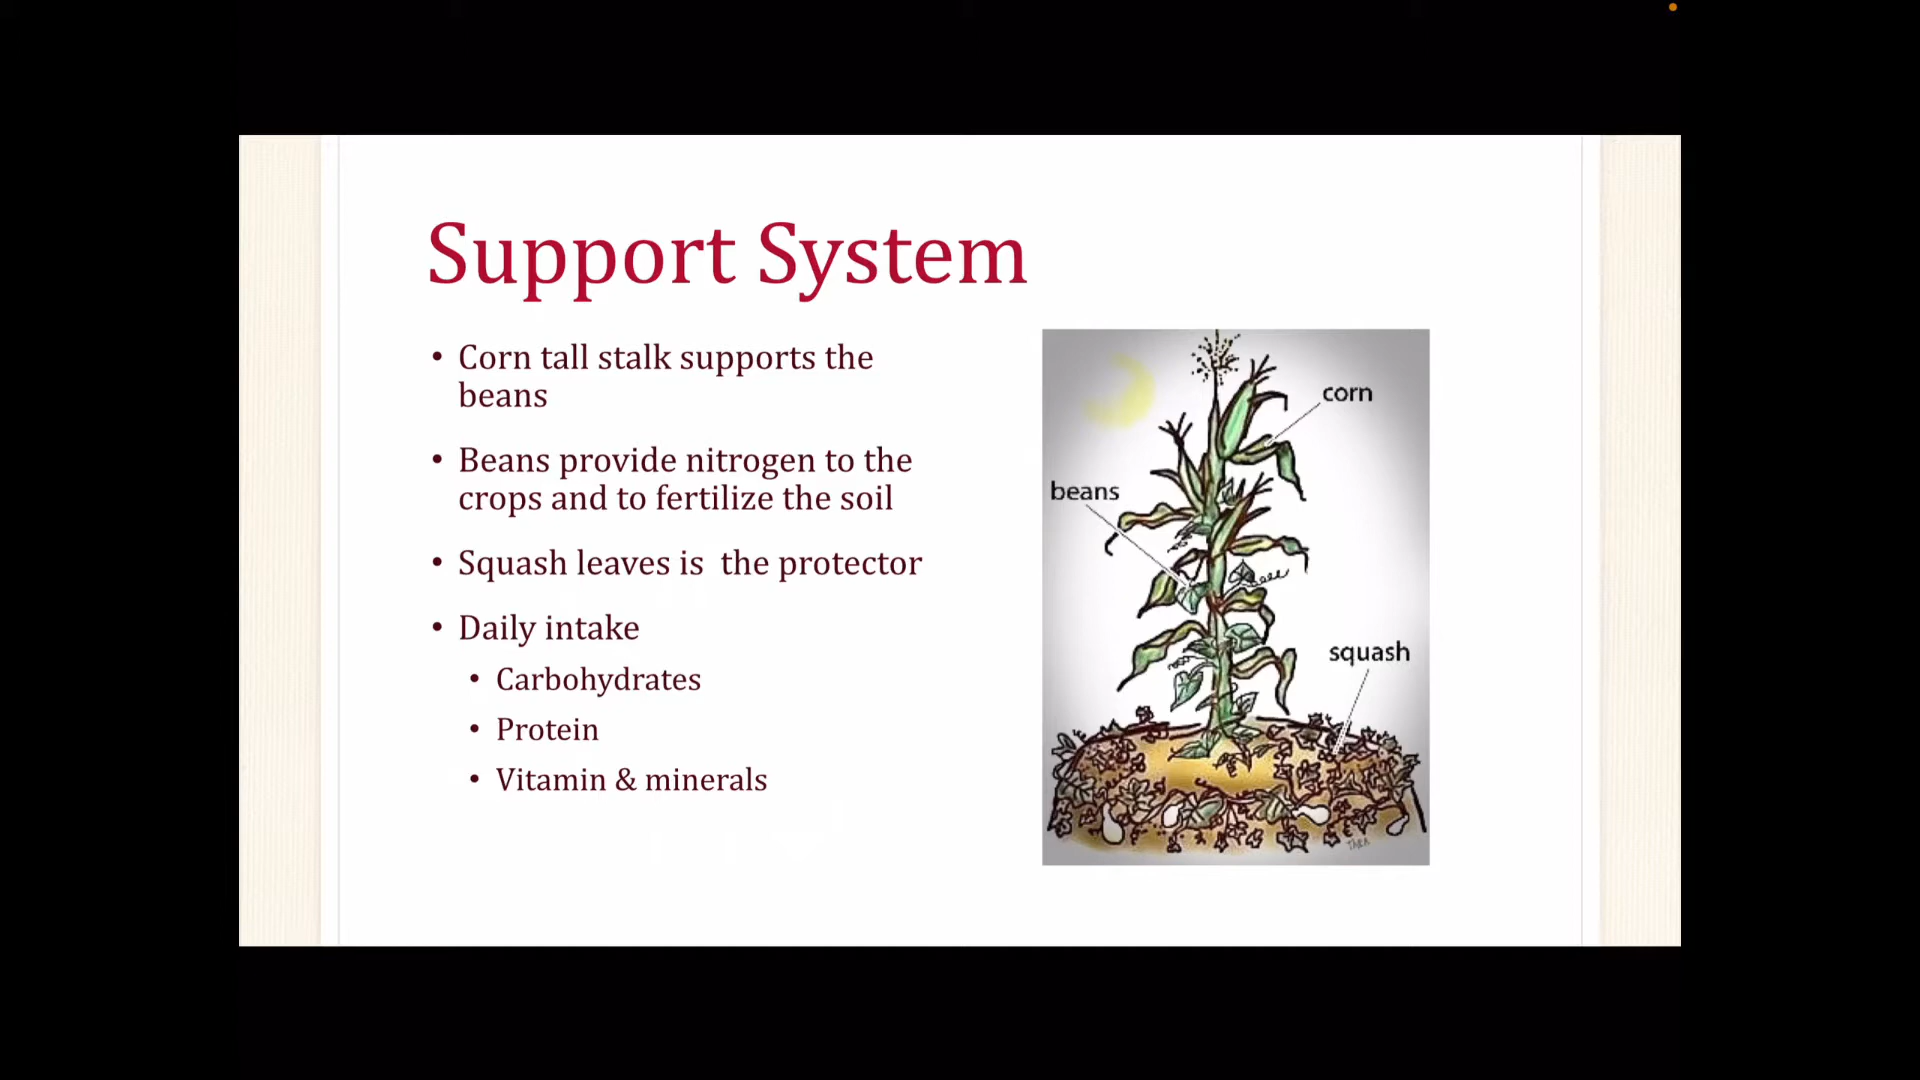 Support System
• Corn tall stalk supports the
beans
• Beans provide nitrogen to the
crops and to fertilize the soil
• Squash leaves is  the protector
• Daily intake
• Carbohydrates
• Protein
• Vitamin & minerals
corn
beans
squash
TARA